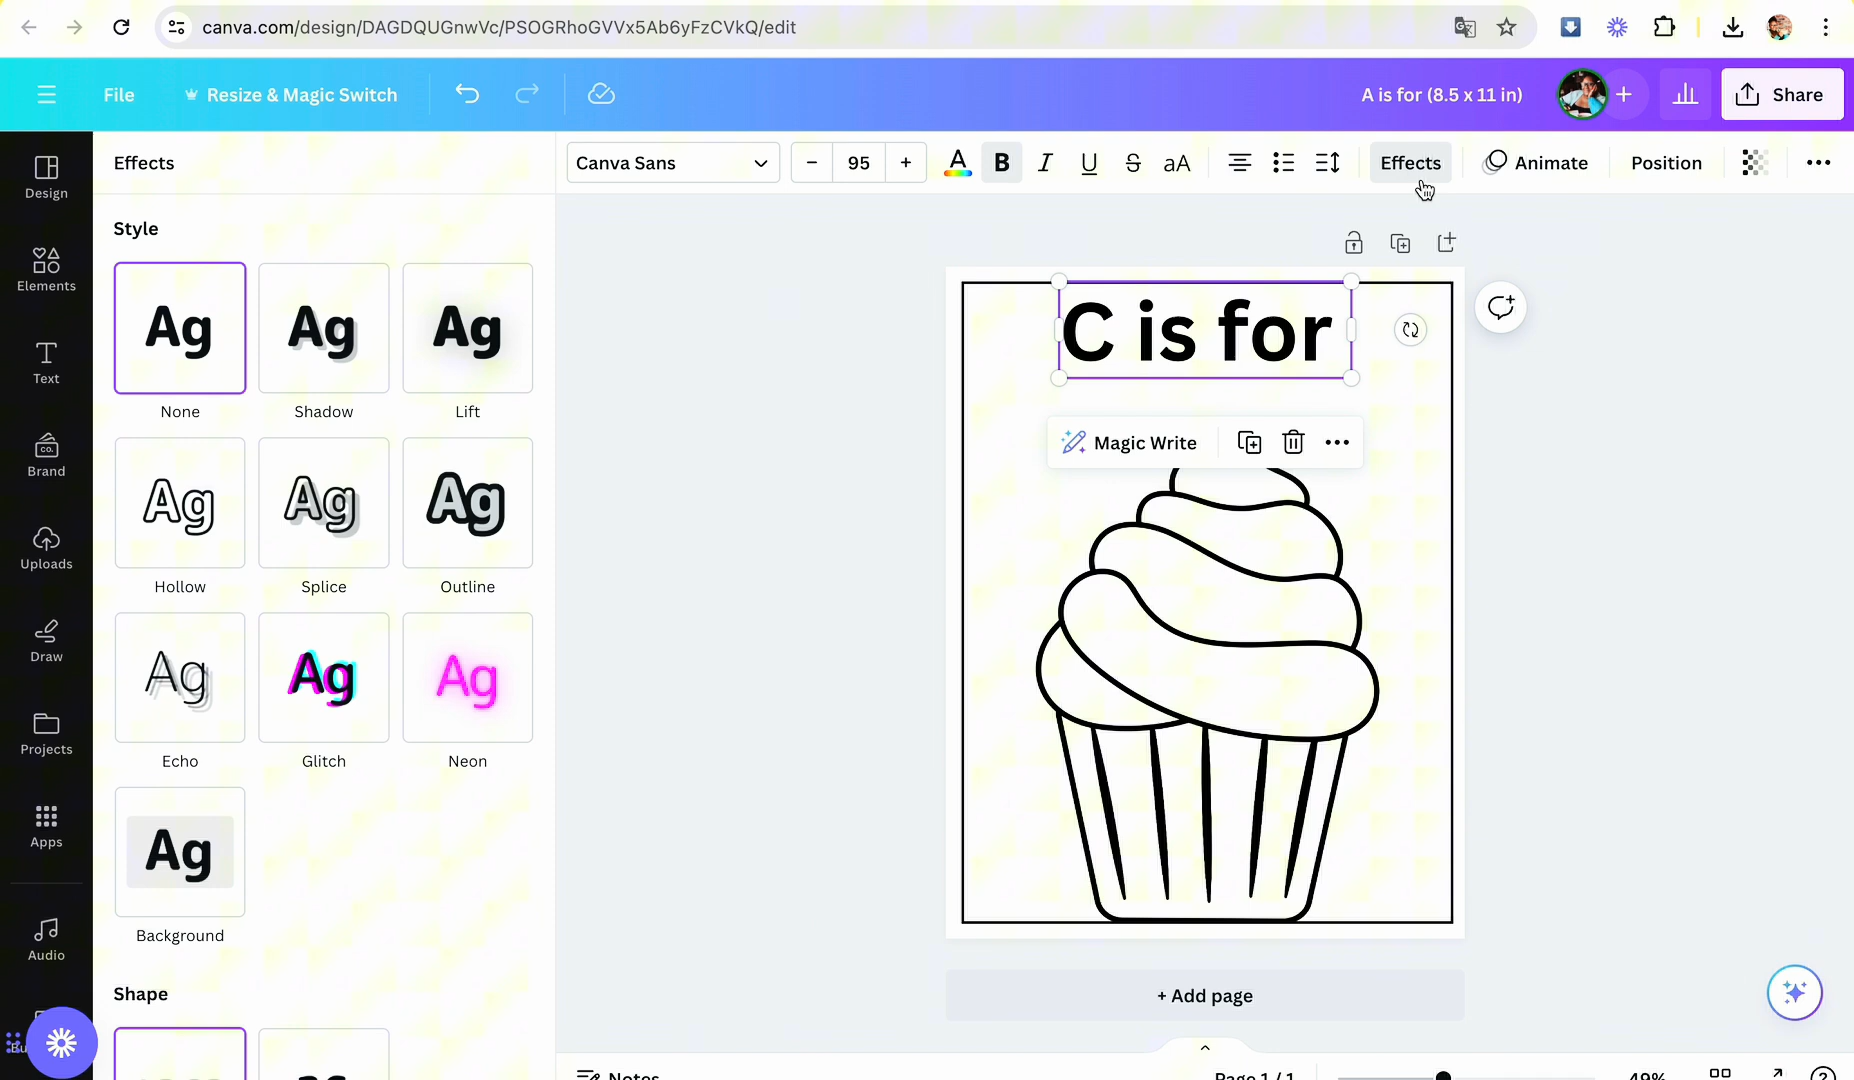 canva.com/design/DAGDQUGnwVc/PSOGRhoGVVx5Ab6yFzCVkQ/edit
File
Resize & Magic Switch
A is for (8.5 x 11 in)
Share
Effects
Canva Sans
95
A
B
I
U
S
aA
Effects
Animate
Position
Design
Elements
Text
Brand
Uploads
Draw
Projects
Apps
Audio
Style
Ag Ag Ag
None Shadow Lift
Ag Ag Ag
Hollow Splice Outline
Ag Ag Ag
Echo Glitch Neon
Ag
Background
Shape
C is for
Magic Write
+ Add page
Notes
Page 1 / 1
49%